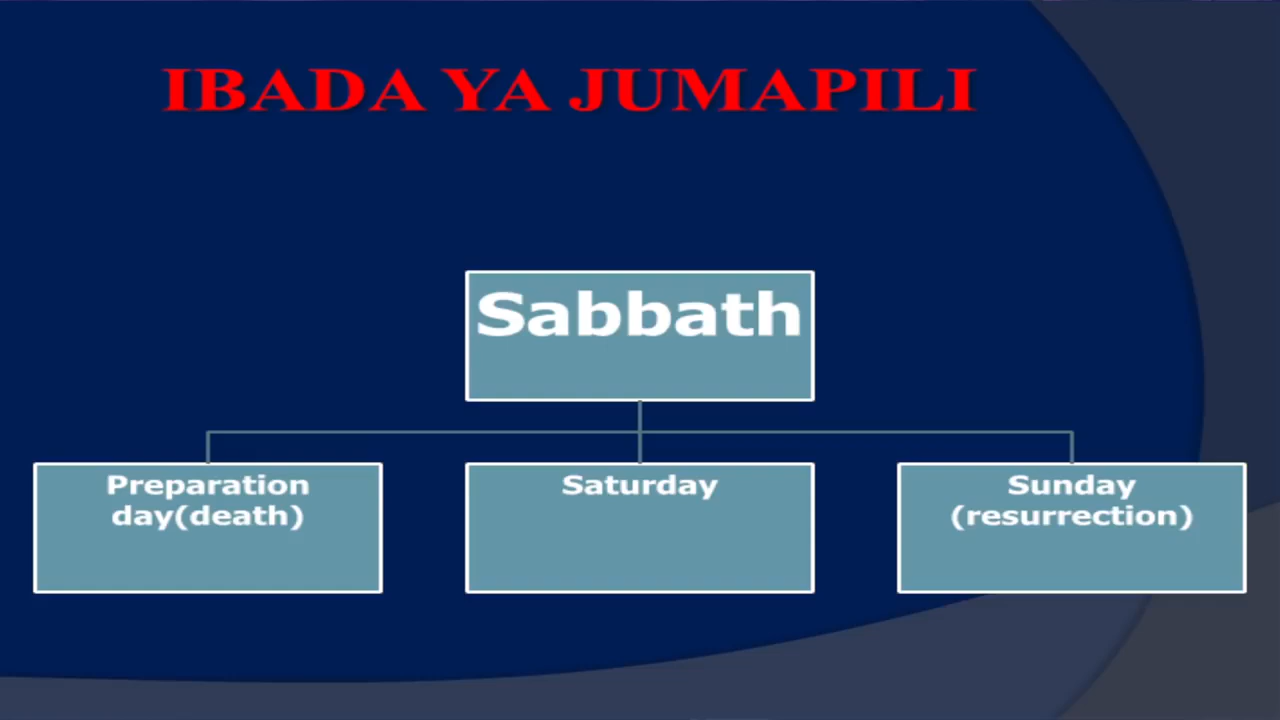 IBADA YA JUMAPILI
Sabbath
Preparation
day(death)
Saturday
Sunday
(resurrection)